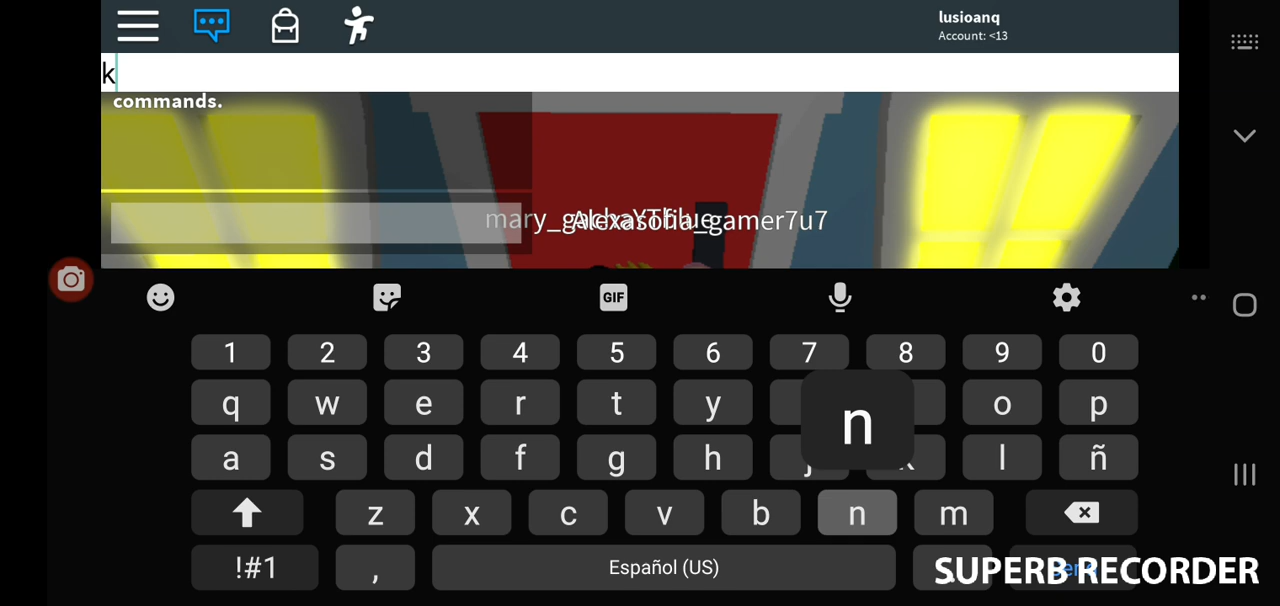 lusioanq
Account: <13
k
commands.
Alexasofia_gamer7u7
GIF
1 2 3 4 5 6 7 8 9 0
q w e r t y o p
n
a s d f g h j k l ñ
z x c v b n m
!#1 , Español (US)
SUPERB RECORDER